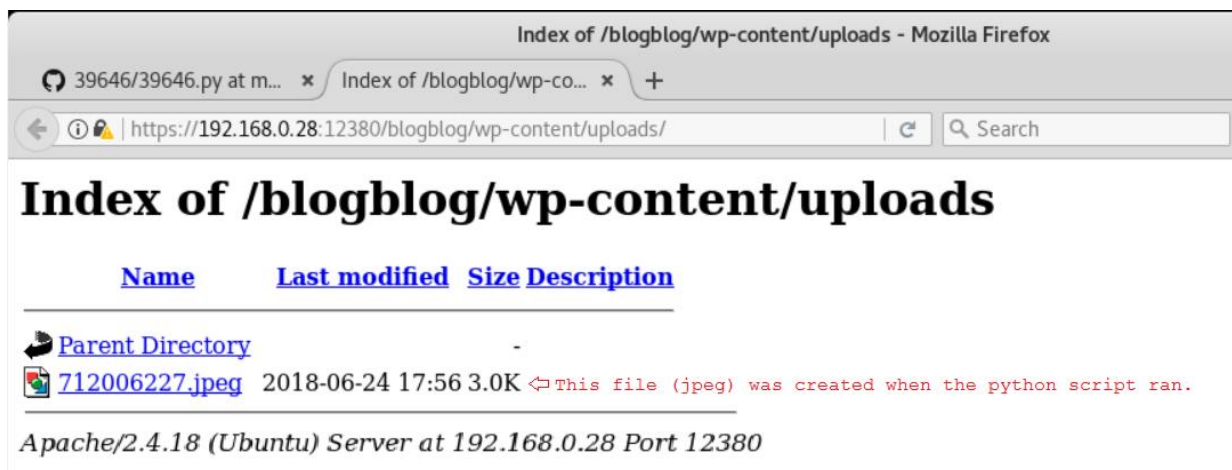 Index of /blogblog/wp-content/uploads - Mozilla Firefox
39646/39646.py at m... × Index of /blogblog/wp-co... × +
https://192.168.0.28:12380/blogblog/wp-content/uploads/ Search
Index of /blogblog/wp-content/uploads
Name Last modified Size Description
Parent Directory -
712006227.jpeg 2018-06-24 17:56 3.0K This file (jpeg) was created when the python script ran.
Apache/2.4.18 (Ubuntu) Server at 192.168.0.28 Port 12380